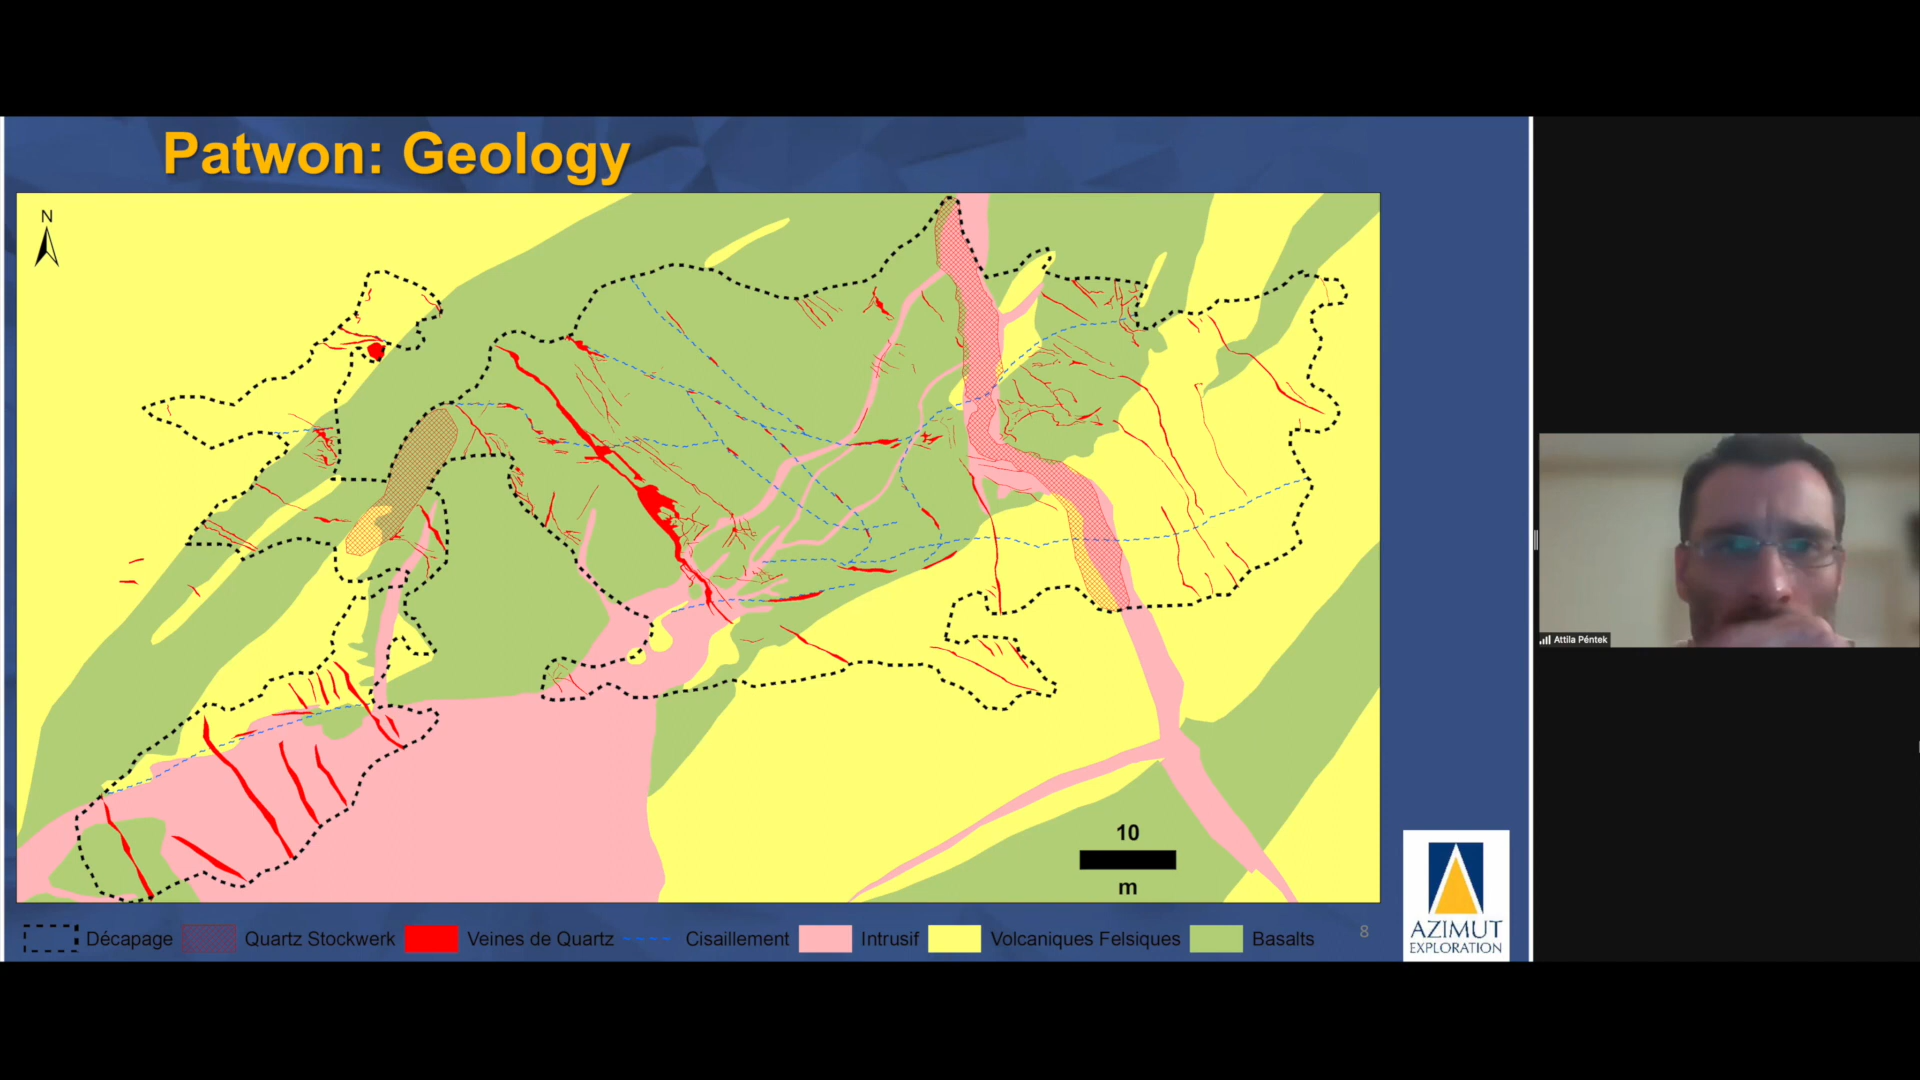 Patwon: Geology
N
10
m
Décapage Quartz Stockwerk Veines de Quartz Cisaillement Intrusif Volcaniques Felsiques Basalts
8
AZIMUT
EXPLORATION
Attila Péntek